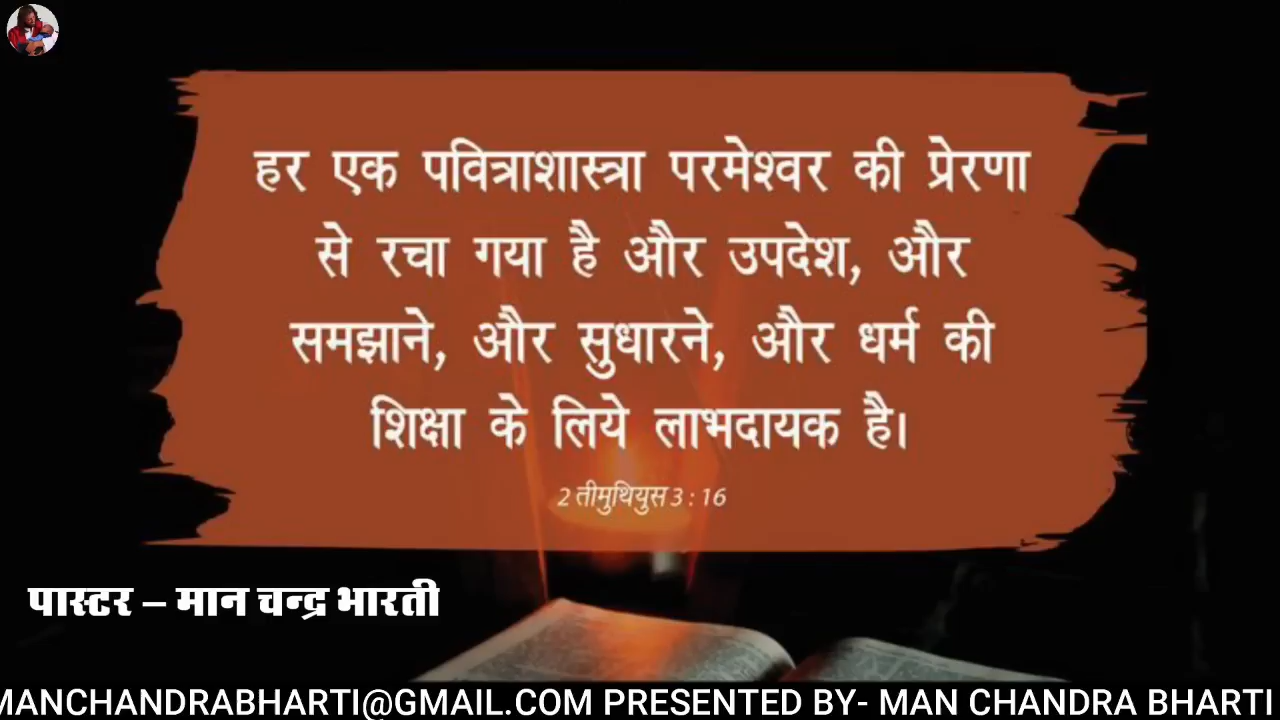 हर एक पवित्राशास्त्रा परमेश्वर की प्रेरणा
से रचा गया है और उपदेश, और
समझाने, और सुधारने, और धर्म की
शिक्षा के लिये लाभदायक है।
2 तीमुथियुस 3 : 16
पास्टर – मान चन्द्र भारती
MANCHANDRABHARTI@GMAIL.COM PRESENTED BY- MAN CHANDRA BHARTI